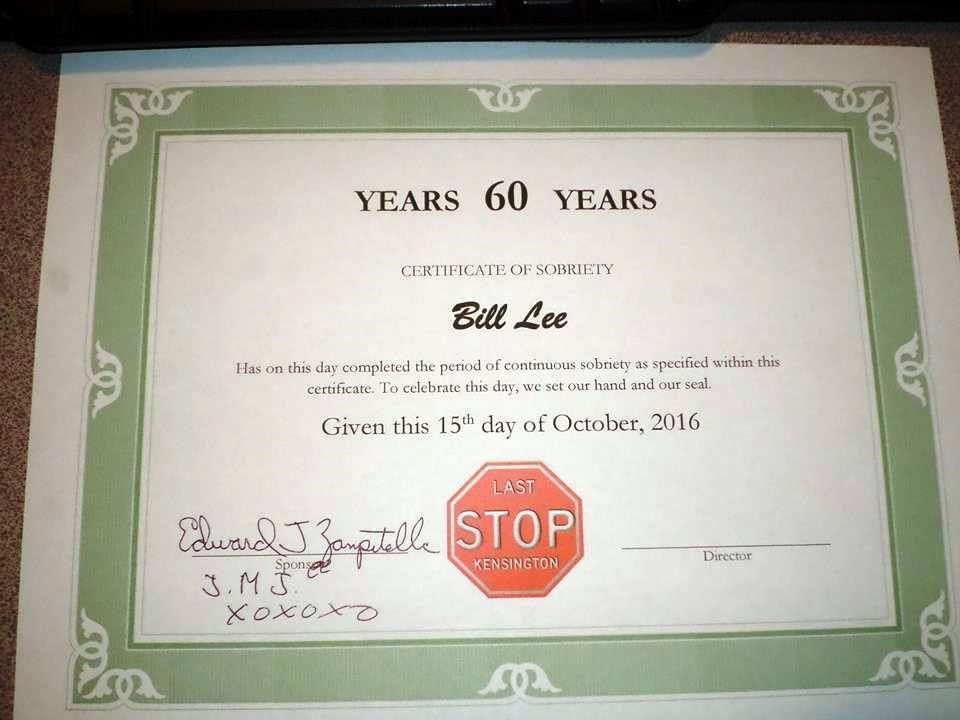 YEARS 60 YEARS
CERTIFICATE OF SOBRIETY
Bill Lee
Has on this day completed the period of continuous sobriety as specified within this
certificate. To celebrate this day, we set our hand and our seal.
Given this 15th day of October, 2016
LAST
STOP
KENSINGTON
Edward J Zampitella
Sponsor
J.M.J.
XOXOXO
Director